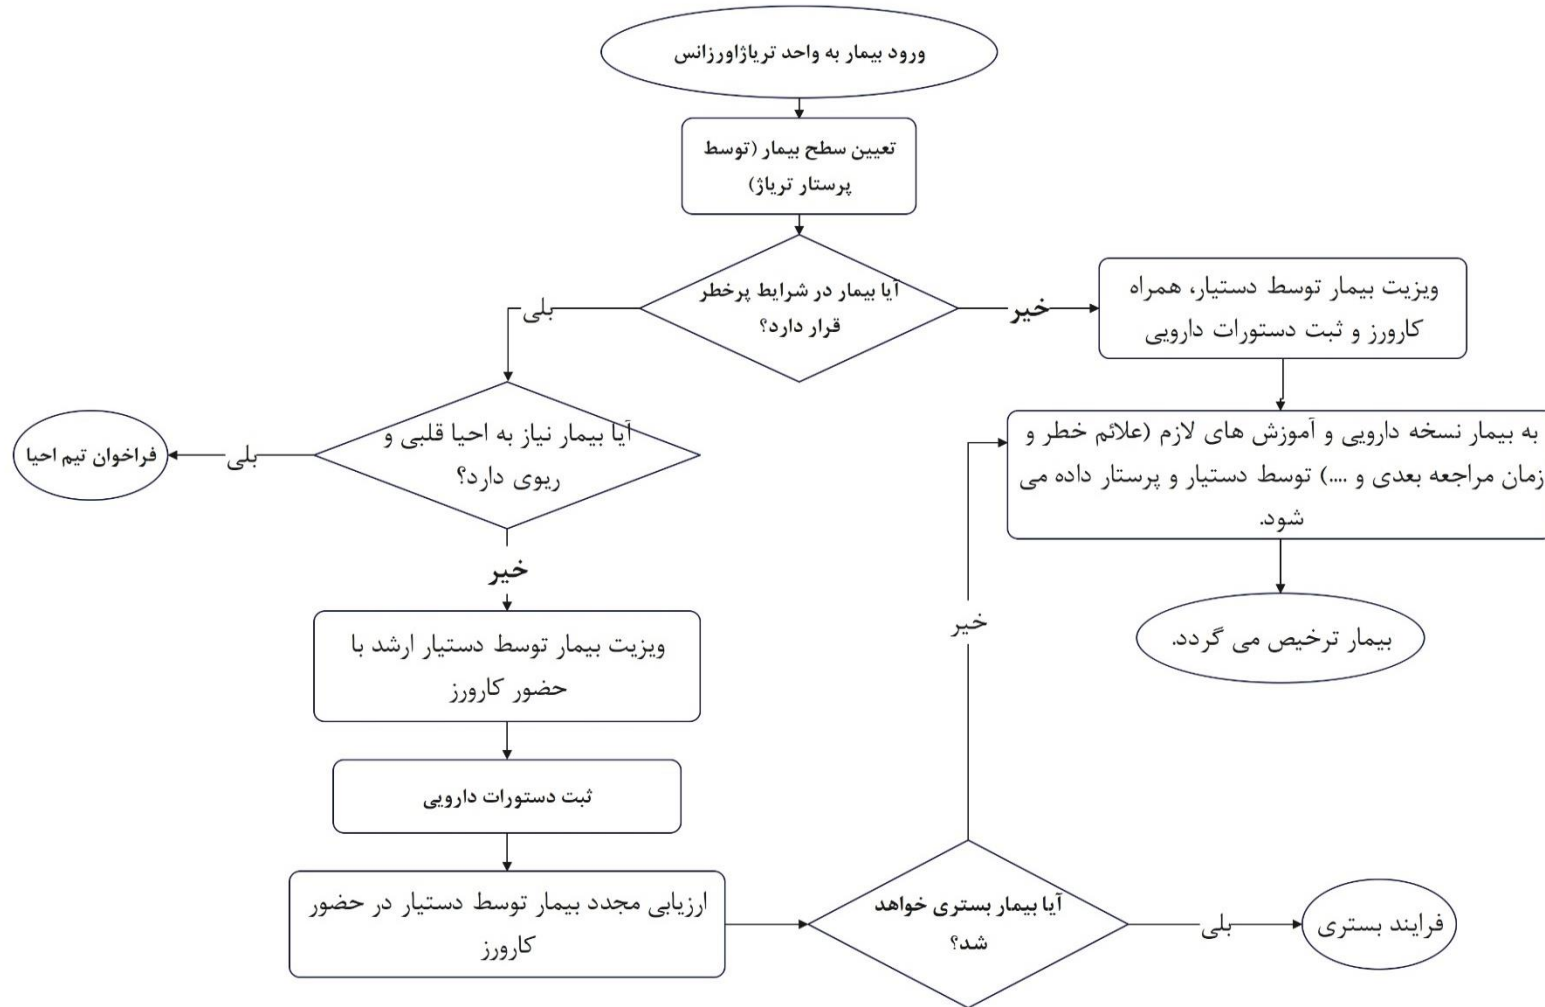 ورود بیمار به واحد تریاژاورزانس
تعیین سطح بیمار (توسط
پرستار تریاژ)
آیا بیمار در شرایط پرخطر
قرار دارد؟
بلی
خیر
ویزیت بیمار توسط دستیار، همراه
کارورز و ثبت دستورات دارویی
به بیمار نسخه دارویی و آموزش های لازم (علائم خطر و
زمان مراجعه بعدی و ....) توسط دستیار و پرستار داده می
شود.
بیمار ترخیص می گردد.
آیا بیمار نیاز به احیا قلبی و
ریوی دارد؟
بلی
فراخوان تیم احیا
خیر
ویزیت بیمار توسط دستیار ارشد با
حضور کارورز
ثبت دستورات دارویی
ارزیابی مجدد بیمار توسط دستیار در حضور
کارورز
آیا بیمار بستری خواهد
شد؟
خیر
بلی
فرایند بستری